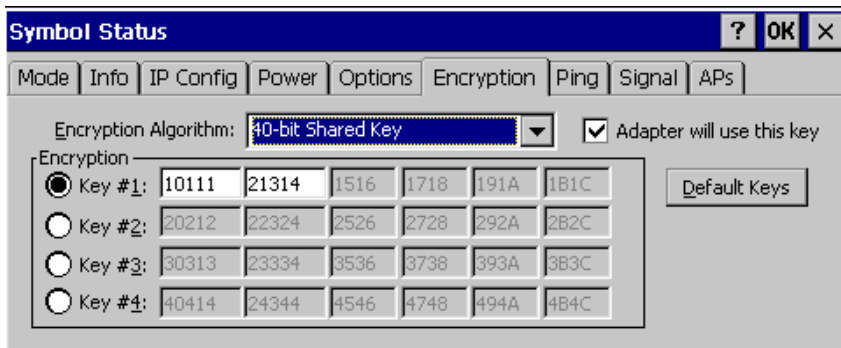 Symbol Status ? OK ×
Mode Info IP Config Power Options Encryption Ping Signal APs
Encryption Algorithm: 40-bit Shared Key Adapter will use this key
Encryption
Key #1: 10111 21314 1516 1718 191A 1B1C Default Keys
Key #2: 20212 22324 2526 2728 292A 2B2C
Key #3: 30313 23334 3536 3738 393A 3B3C
Key #4: 40414 24344 4546 4748 494A 4B4C